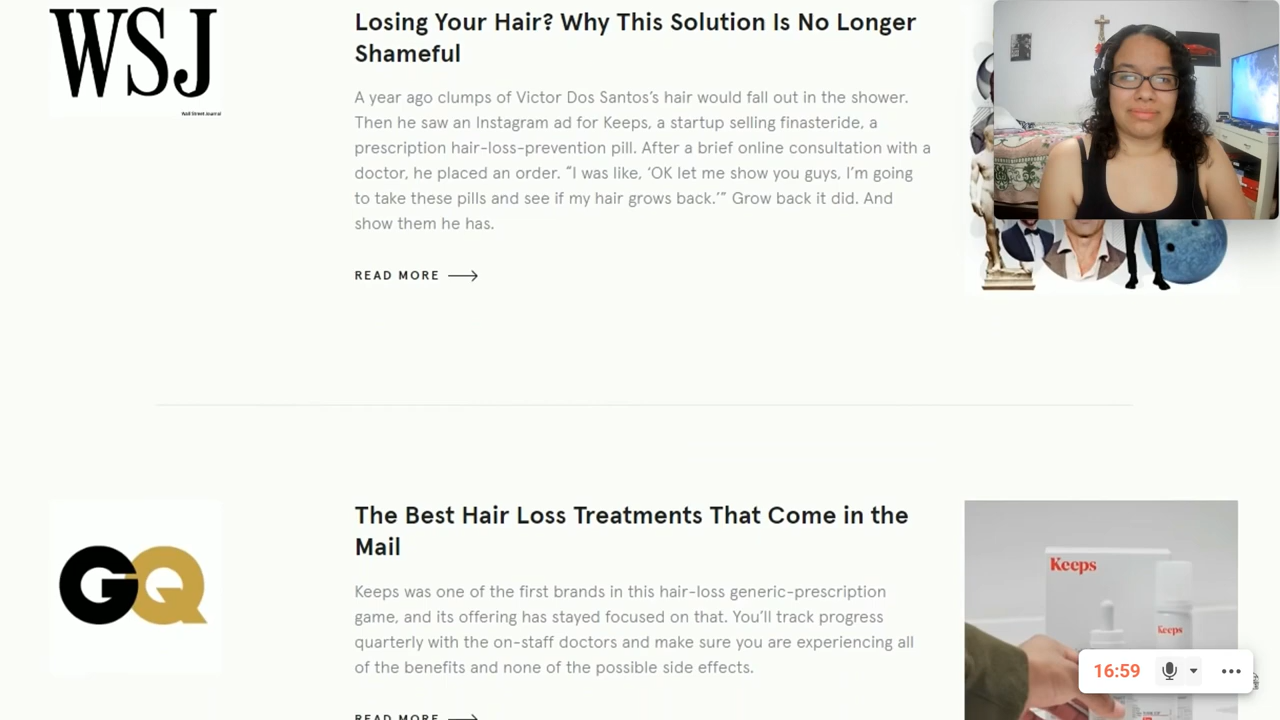 WSJ
Wall Street Journal
Losing Your Hair? Why This Solution Is No Longer
Shameful
A year ago clumps of Victor Dos Santos’s hair would fall out in the shower.
Then he saw an Instagram ad for Keeps, a startup selling finasteride, a
prescription hair-loss-prevention pill. After a brief online consultation with a
doctor, he placed an order. “I was like, ‘OK let me show you guys, I’m going
to take these pills and see if my hair grows back.’” Grow back it did. And
show them he has.
READ MORE
GQ
The Best Hair Loss Treatments That Come in the
Mail
Keeps was one of the first brands in this hair-loss generic-prescription
game, and its offering has stayed focused on that. You’ll track progress
quarterly with the on-staff doctors and make sure you are experiencing all
of the benefits and none of the possible side effects.
READ MORE
Keeps
Keeps
16:59